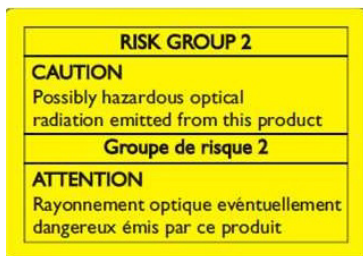 RISK GROUP 2
CAUTION
Possibly hazardous optical
radiation emitted from this product
Groupe de risque 2
ATTENTION
Rayonnement optique evéntuellement
dangereux émis par ce produit